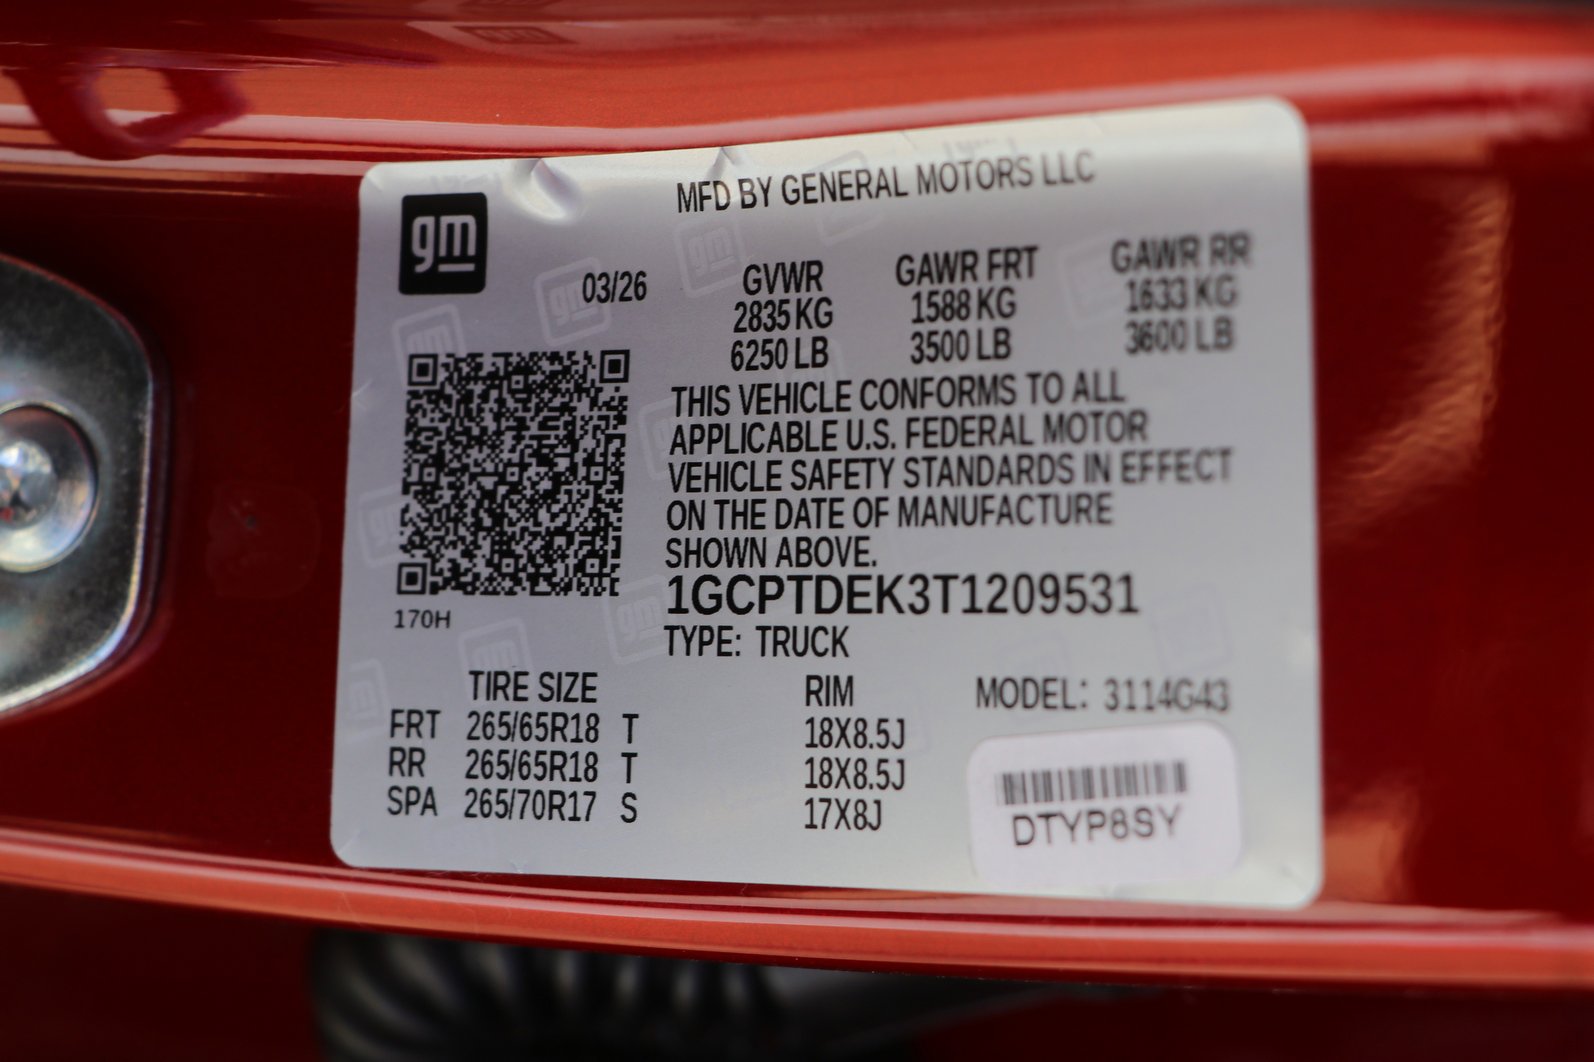 MFD BY GENERAL MOTORS LLC
gm
03/26
GVWR GAWR FRT GAWR RR
2835 KG 1588 KG 1633 KG
6250 LB 3500 LB 3600 LB
THIS VEHICLE CONFORMS TO ALL
APPLICABLE U.S. FEDERAL MOTOR
VEHICLE SAFETY STANDARDS IN EFFECT
ON THE DATE OF MANUFACTURE
SHOWN ABOVE.
1GCPTDEK3T1209531
170H
TYPE: TRUCK
TIRE SIZE RIM MODEL: 3114G43
FRT 265/65R18 T 18X8.5J
RR 265/65R18 T 18X8.5J
SPA 265/70R17 S 17X8J
DTYP8SY